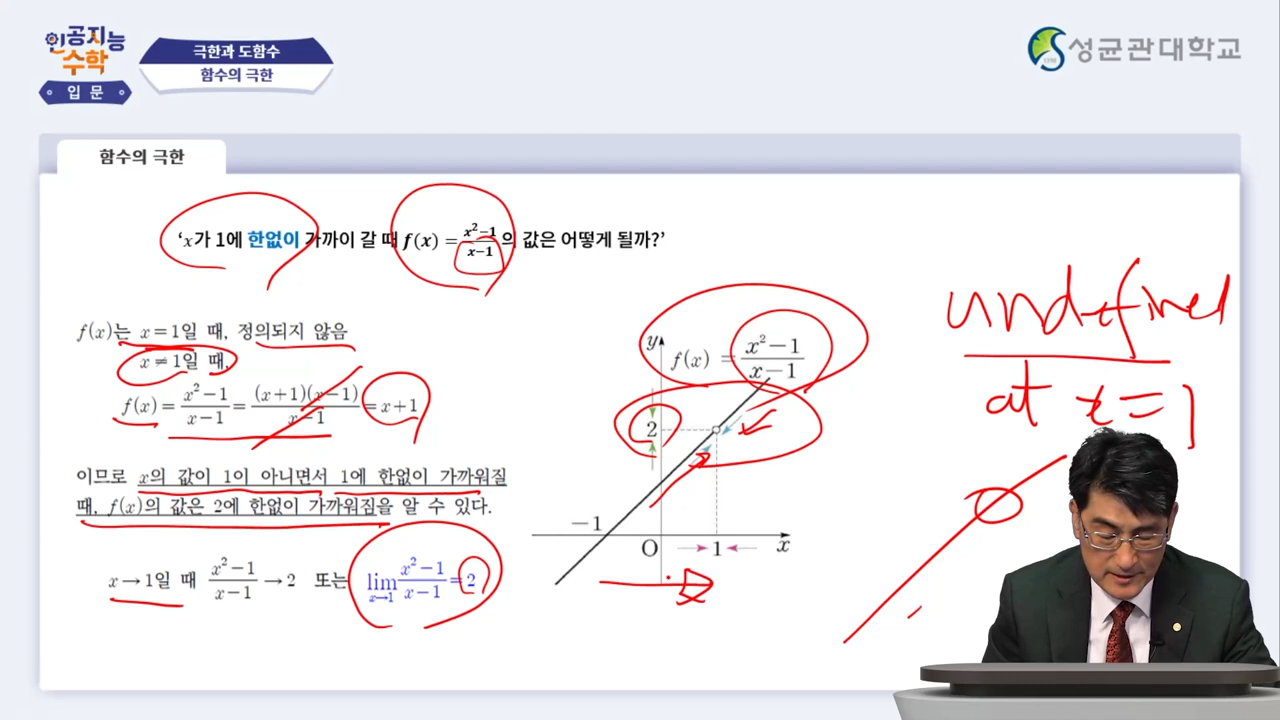 인공지능
수학
입문
극한과 도함수
함수의 극한
성균관대학교
함수의 극한
‘x가 1에 한없이 가까이 갈 때 f(x) = (x²−1)/(x−1)의 값은 어떻게 될까?’
f(x)는 x=1일 때, 정의되지 않음
x≠1일 때,
f(x) = (x²−1)/(x−1) = (x+1)(x−1)/(x−1) = x+1
이므로 x의 값이 1이 아니면서 1에 한없이 가까워질
때, f(x)의 값은 2에 한없이 가까워짐을 알 수 있다.
x→1일 때 (x²−1)/(x−1) → 2 또는 lim x→1 (x²−1)/(x−1) = 2
y
f(x) = (x²−1)/(x−1)
2
−1
O
1
x
undefined
at x=1